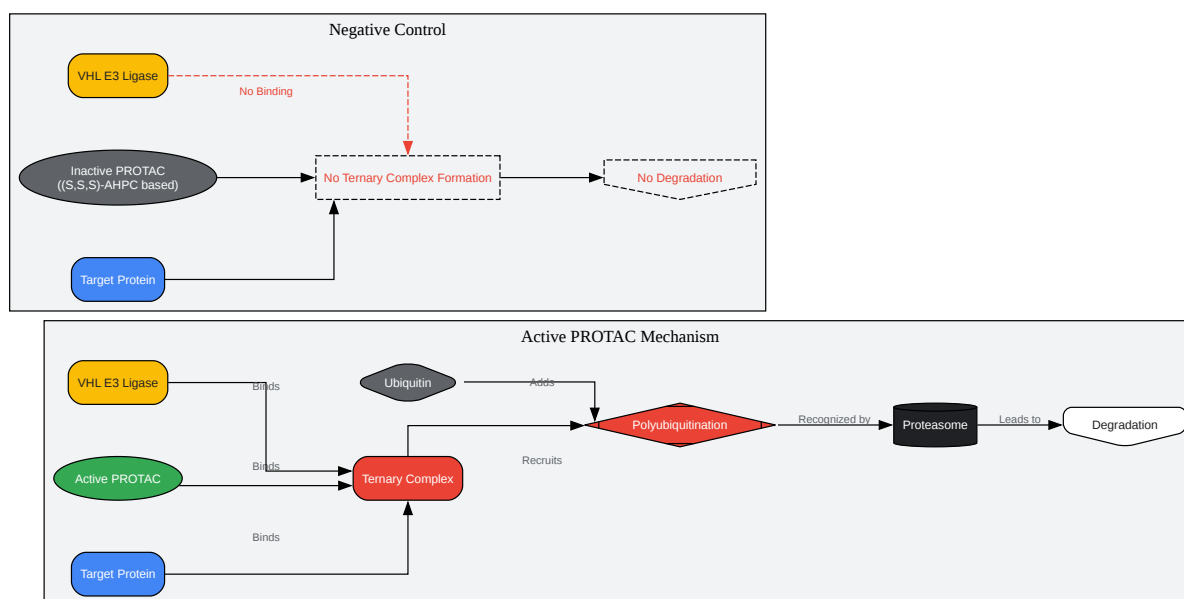 Negative Control
VHL E3 Ligase
No Binding
Inactive PROTAC
((S,S,S)-AHPC based)
No Ternary Complex Formation
No Degradation
Target Protein
Active PROTAC Mechanism
VHL E3 Ligase
Binds
Ubiquitin
Adds
Polyubiquitination
Recognized by
Proteasome
Leads to
Degradation
Recruits
Active PROTAC
Binds
Ternary Complex
Binds
Target Protein